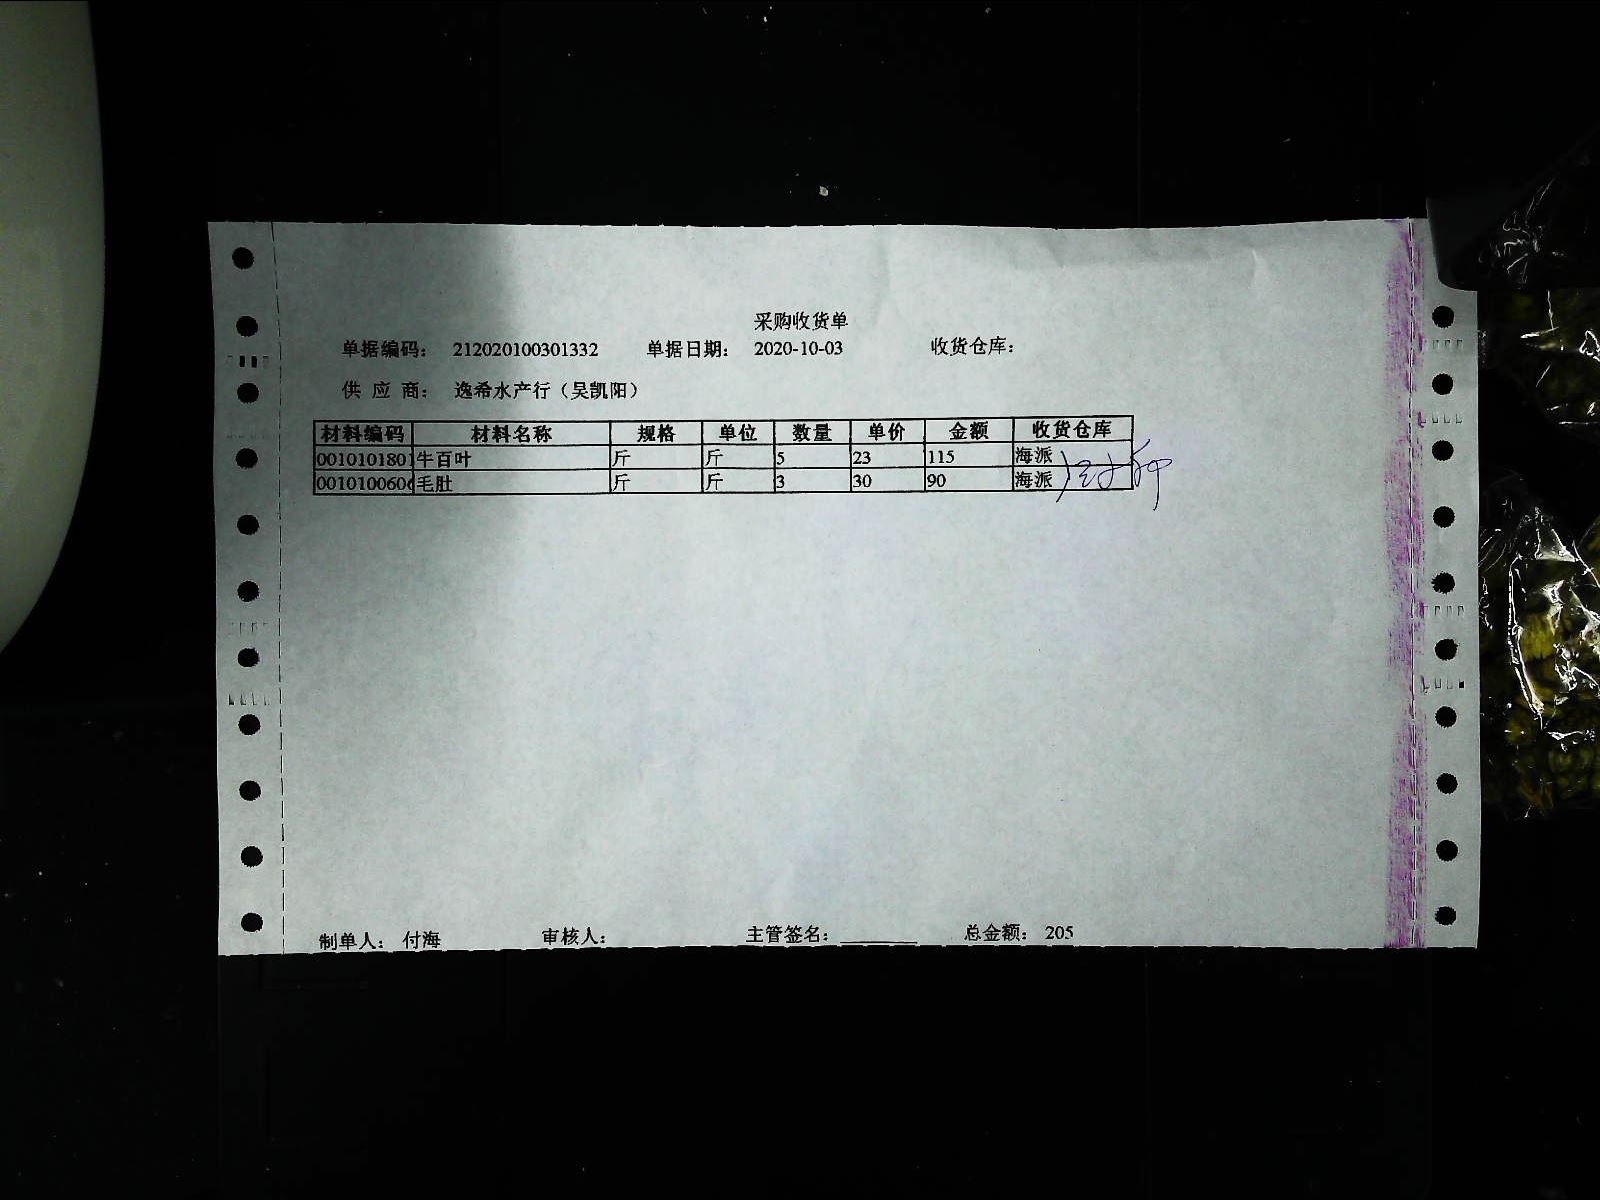 采购收货单
单据编码： 212020100301332 单据日期： 2020-10-03 收货仓库：
供 应 商： 逸希水产行（吴凯阳）
材料编码 材料名称 规格 单位 数量 单价 金额 收货仓库
0010101801 牛百叶 斤 斤 5 23 115 海派
001010060 毛肚 斤 斤 3 30 90 海派
制单人： 付海 审核人： 主管签名： 总金额： 205